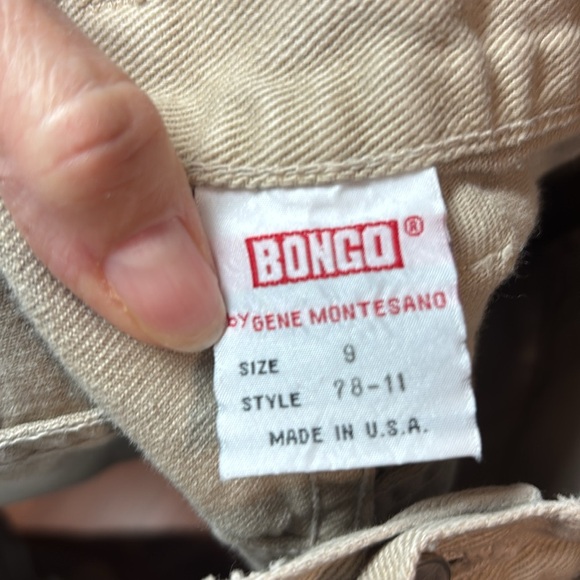 BONGO®
by GENE MONTESANO
SIZE 9
STYLE 78-11
MADE IN U.S.A.